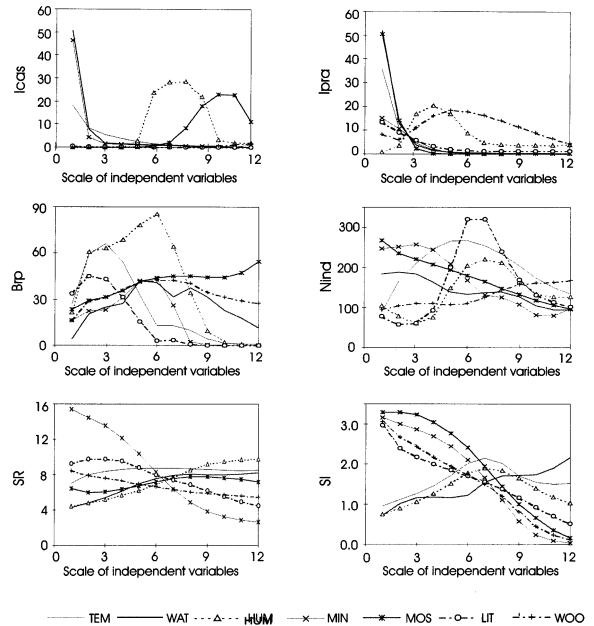 60
50
40
30
20
10
0
Icas
0 3 6 9 12
Scale of independent variables
60
50
40
30
20
10
0
Ipra
0 3 6 9 12
Scale of independent variables
90
60
30
0
Brp
0 3 6 9 12
Scale of independent variables
300
200
100
0
Nind
0 3 6 9 12
Scale of independent variables
16
12
8
4
0
SR
0 3 6 9 12
Scale of independent variables
3.0
2.0
1.0
0.0
SI
0 3 6 9 12
Scale of independent variables
TEM WAT HUM MIN MOS LIT WOO